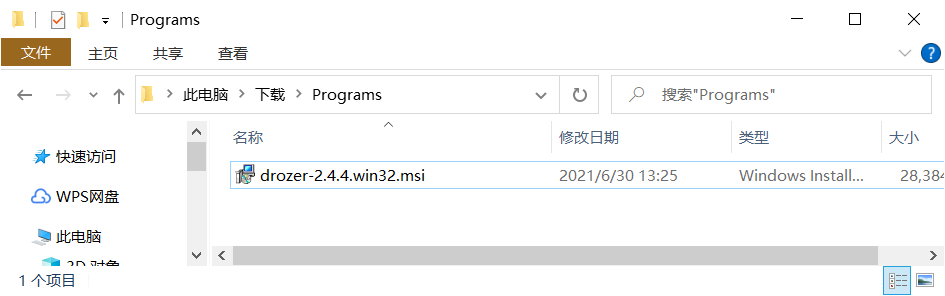 Programs
文件 主页 共享 查看
此电脑 下载 Programs 搜索"Programs"
名称 修改日期 类型 大小
快速访问
drozer-2.4.4.win32.msi 2021/6/30 13:25 Windows Install... 28,384
WPS网盘
此电脑
3D 对象
1 个项目